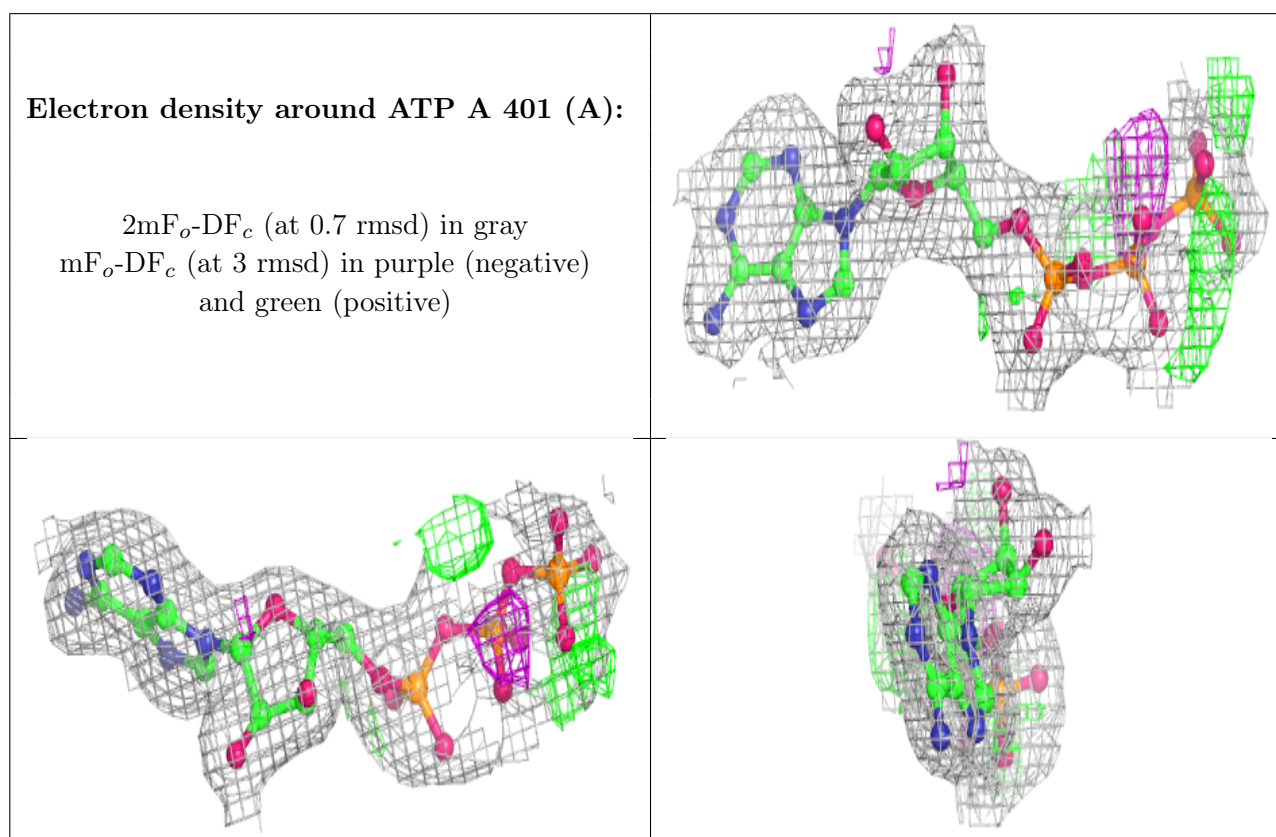 Electron density around ATP A 401 (A):
2mFo-DFc (at 0.7 rmsd) in gray
mFo-DFc (at 3 rmsd) in purple (negative)
and green (positive)